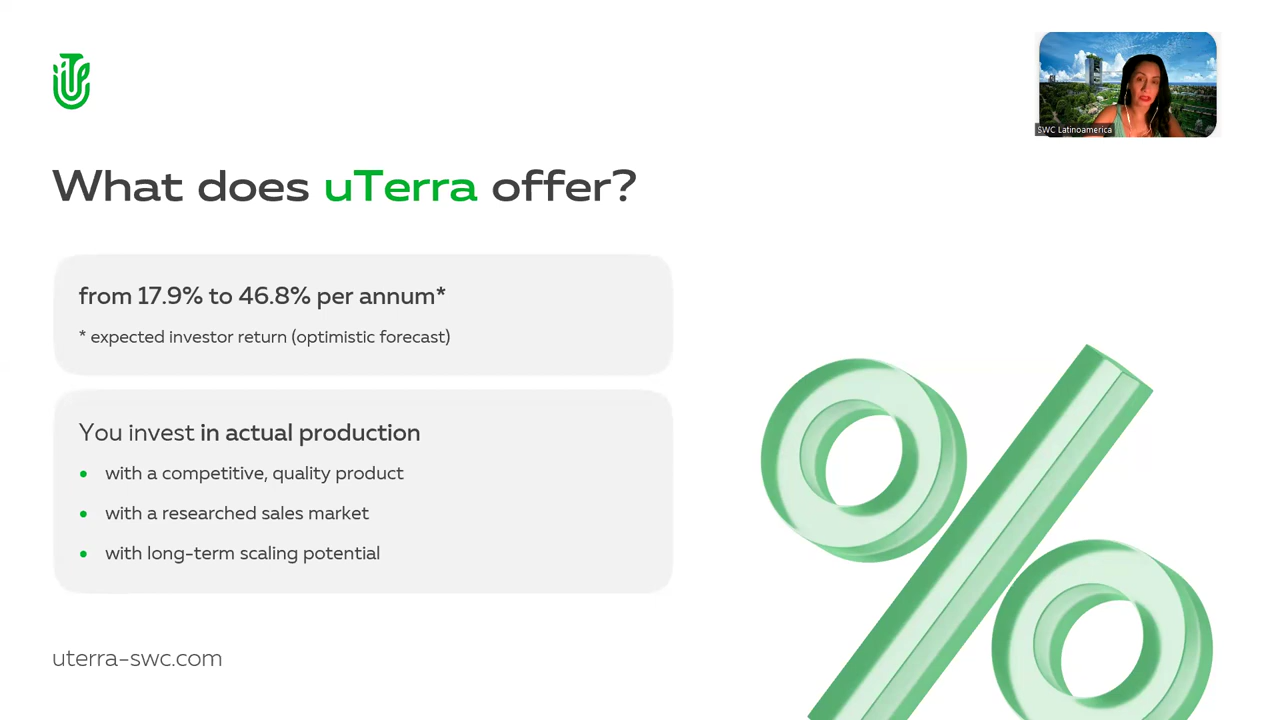 SWC Latinoamerica
What does uTerra offer?
from 17.9% to 46.8% per annum*
* expected investor return (optimistic forecast)
You invest in actual production
• with a competitive, quality product
• with a researched sales market
• with long-term scaling potential
uterra-swc.com
%